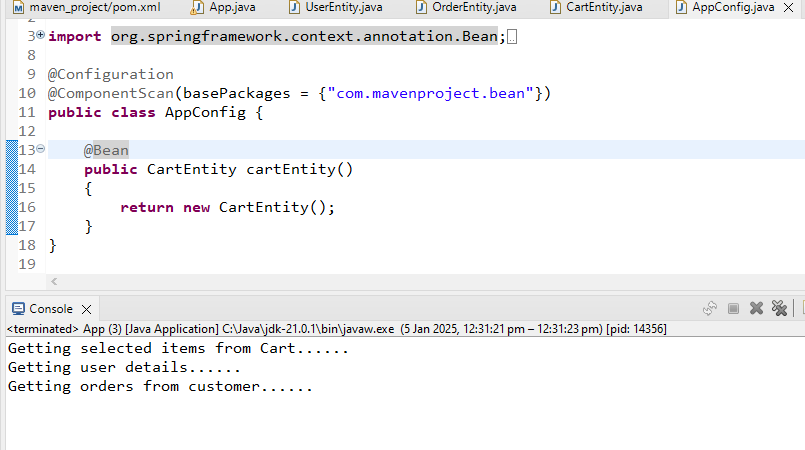 maven_project/pom.xml App.java UserEntity.java OrderEntity.java CartEntity.java AppConfig.java
3 import org.springframework.context.annotation.Bean;
8
9 @Configuration
10 @ComponentScan(basePackages = {"com.mavenproject.bean"})
11 public class AppConfig {
12
13 @Bean
14 public CartEntity cartEntity()
15 {
16 return new CartEntity();
17 }
18 }
19
Console
<terminated> App (3) [Java Application] C:\Java\jdk-21.0.1\bin\javaw.exe (5 Jan 2025, 12:31:21 pm – 12:31:23 pm) [pid: 14356]
Getting selected items from Cart......
Getting user details......
Getting orders from customer......